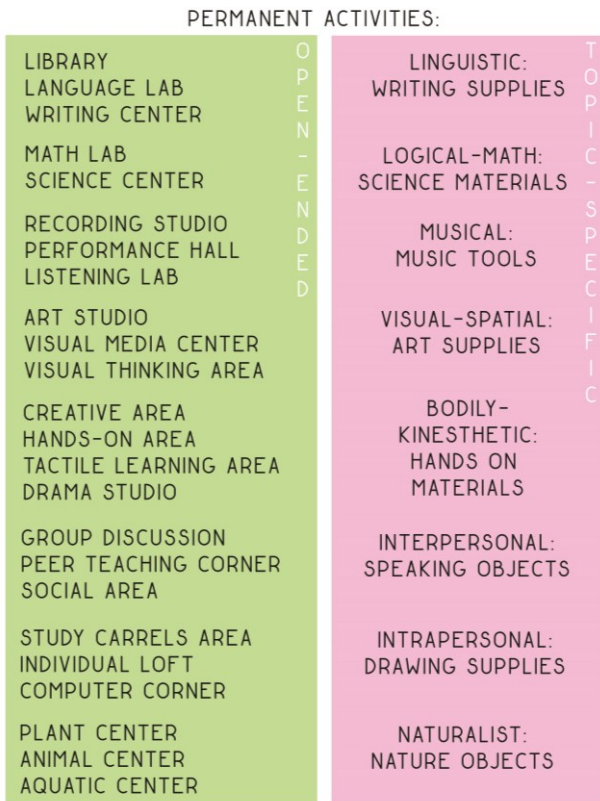 PERMANENT ACTIVITIES:
OPEN-ENDED
LIBRARY
LANGUAGE LAB
WRITING CENTER
MATH LAB
SCIENCE CENTER
RECORDING STUDIO
PERFORMANCE HALL
LISTENING LAB
ART STUDIO
VISUAL MEDIA CENTER
VISUAL THINKING AREA
CREATIVE AREA
HANDS-ON AREA
TACTILE LEARNING AREA
DRAMA STUDIO
GROUP DISCUSSION
PEER TEACHING CORNER
SOCIAL AREA
STUDY CARRELS AREA
INDIVIDUAL LOFT
COMPUTER CORNER
PLANT CENTER
ANIMAL CENTER
AQUATIC CENTER
TOPIC-SPECIFIC
LINGUISTIC:
WRITING SUPPLIES
LOGICAL-MATH:
SCIENCE MATERIALS
MUSICAL:
MUSIC TOOLS
VISUAL-SPATIAL:
ART SUPPLIES
BODILY-
KINESTHETIC:
HANDS ON
MATERIALS
INTERPERSONAL:
SPEAKING OBJECTS
INTRAPERSONAL:
DRAWING SUPPLIES
NATURALIST:
NATURE OBJECTS